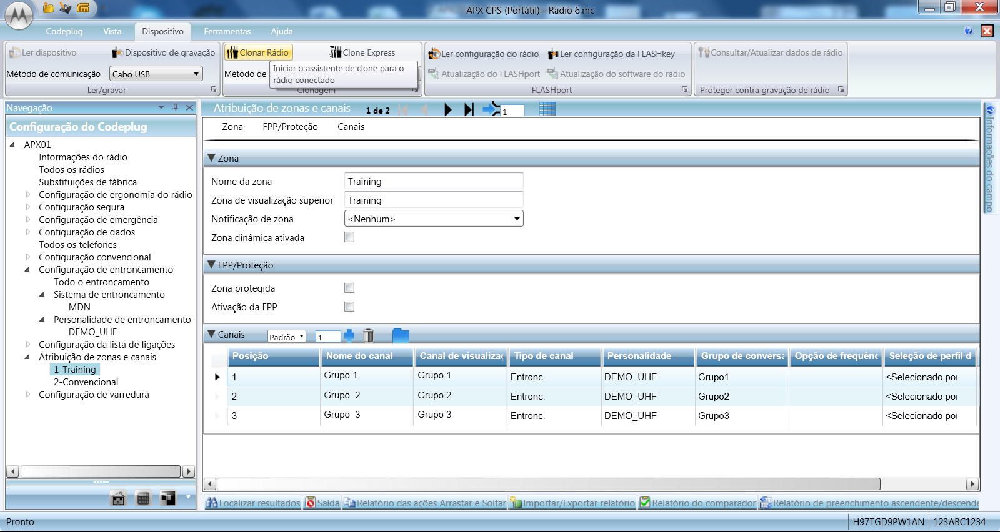 APX CPS (Portátil) - Radio 6.mc
Codeplug
Vista
Dispositivo
Ferramentas
Ajuda
Ler dispositivo
Dispositivo de gravação
Clonar Rádio
Clone Express
Ler configuração do rádio
Ler configuração da FLASHkey
Consultar/Atualizar dados de rádio
Método de comunicação
Cabo USB
Método de
Iniciar o assistente de clone para o
rádio conectado
Atualização do FLASHport
Atualização do software do rádio
Ler/gravar
Clonagem
FLASHport
Proteger contra gravação de rádio
Navegação
Configuração do Codeplug
APX01
Informações do rádio
Todos os rádios
Substituições de fábrica
Configuração de ergonomia do rádio
Configuração segura
Configuração de emergência
Configuração de dados
Todos os telefones
Configuração convencional
Configuração de entroncamento
Todo o entroncamento
Sistema de entroncamento
MDN
Personalidade de entroncamento
DEMO_UHF
Configuração da lista de ligações
Atribuição de zonas e canais
1-Training
2-Convencional
Configuração de varredura
Atribuição de zonas e canais
1 de 2
1
Zona
FPP/Proteção
Canais
Zona
Nome da zona
Training
Zona de visualização superior
Training
Notificação de zona
<Nenhum>
Zona dinâmica ativada
FPP/Proteção
Zona protegida
Ativação da FPP
Canais
Padrão
1
Posição
Nome do canal
Canal de visualiza
Tipo de canal
Personalidade
Grupo de convers
Opção de frequên
Seleção de perfil d
1
Grupo 1
Grupo 1
Entronc.
DEMO_UHF
Grupo1
<Selecionado por
2
Grupo 2
Grupo 2
Entronc.
DEMO_UHF
Grupo2
<Selecionado por
3
Grupo 3
Grupo 3
Entronc.
DEMO_UHF
Grupo3
<Selecionado por
Informações do campo
Localizar resultados
Saída
Relatório das ações Arrastar e Soltar
Importar/Exportar relatório
Relatório do comparador
Relatório de preenchimento ascendente/descende
Pronto
H97TGD9PW1AN
123ABC1234